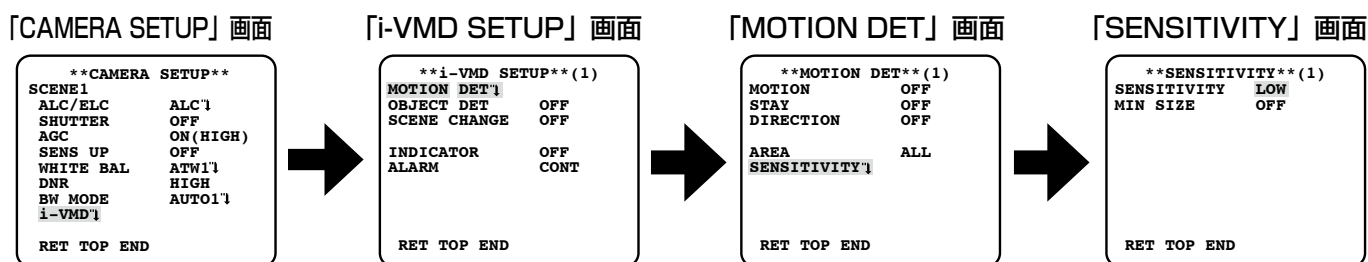 「CAMERA SETUP」画面
**CAMERA SETUP**
SCENE1
ALC/ELC ALC
SHUTTER OFF
AGC ON(HIGH)
SENS UP OFF
WHITE BAL ATW1
DNR HIGH
BW MODE AUTO1
i-VMD
RET TOP END
「i-VMD SETUP」画面
**i-VMD SETUP**(1)
MOTION DET
OBJECT DET OFF
SCENE CHANGE OFF
INDICATOR OFF
ALARM CONT
RET TOP END
「MOTION DET」画面
**MOTION DET**(1)
MOTION OFF
STAY OFF
DIRECTION OFF
AREA ALL
SENSITIVITY
RET TOP END
「SENSITIVITY」画面
**SENSITIVITY**(1)
SENSITIVITY LOW
MIN SIZE OFF
RET TOP END